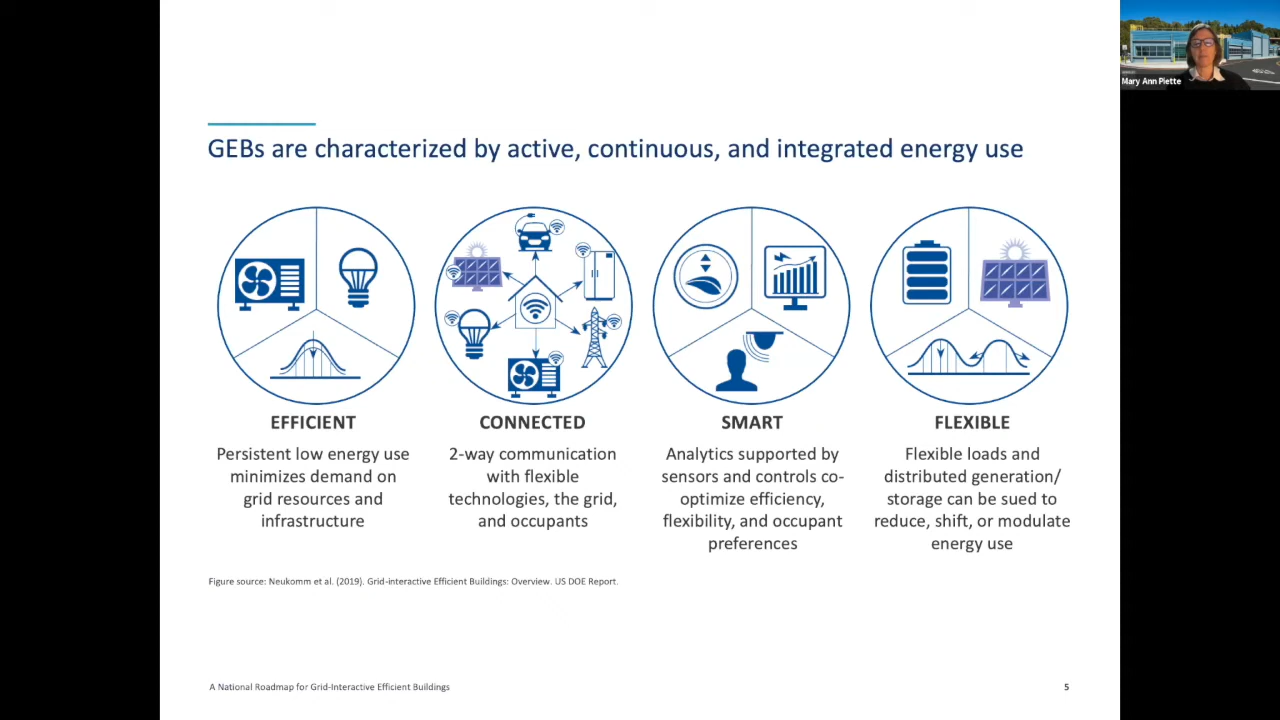 Mary Ann Piette
GEBs are characterized by active, continuous, and integrated energy use
EFFICIENT
Persistent low energy use
minimizes demand on
grid resources and
infrastructure
CONNECTED
2-way communication
with flexible
technologies, the grid,
and occupants
SMART
Analytics supported by
sensors and controls co-
optimize efficiency,
flexibility, and occupant
preferences
FLEXIBLE
Flexible loads and
distributed generation/
storage can be sued to
reduce, shift, or modulate
energy use
Figure source: Neukomm et al. (2019). Grid-interactive Efficient Buildings: Overview. US DOE Report.
A National Roadmap for Grid-Interactive Efficient Buildings
5